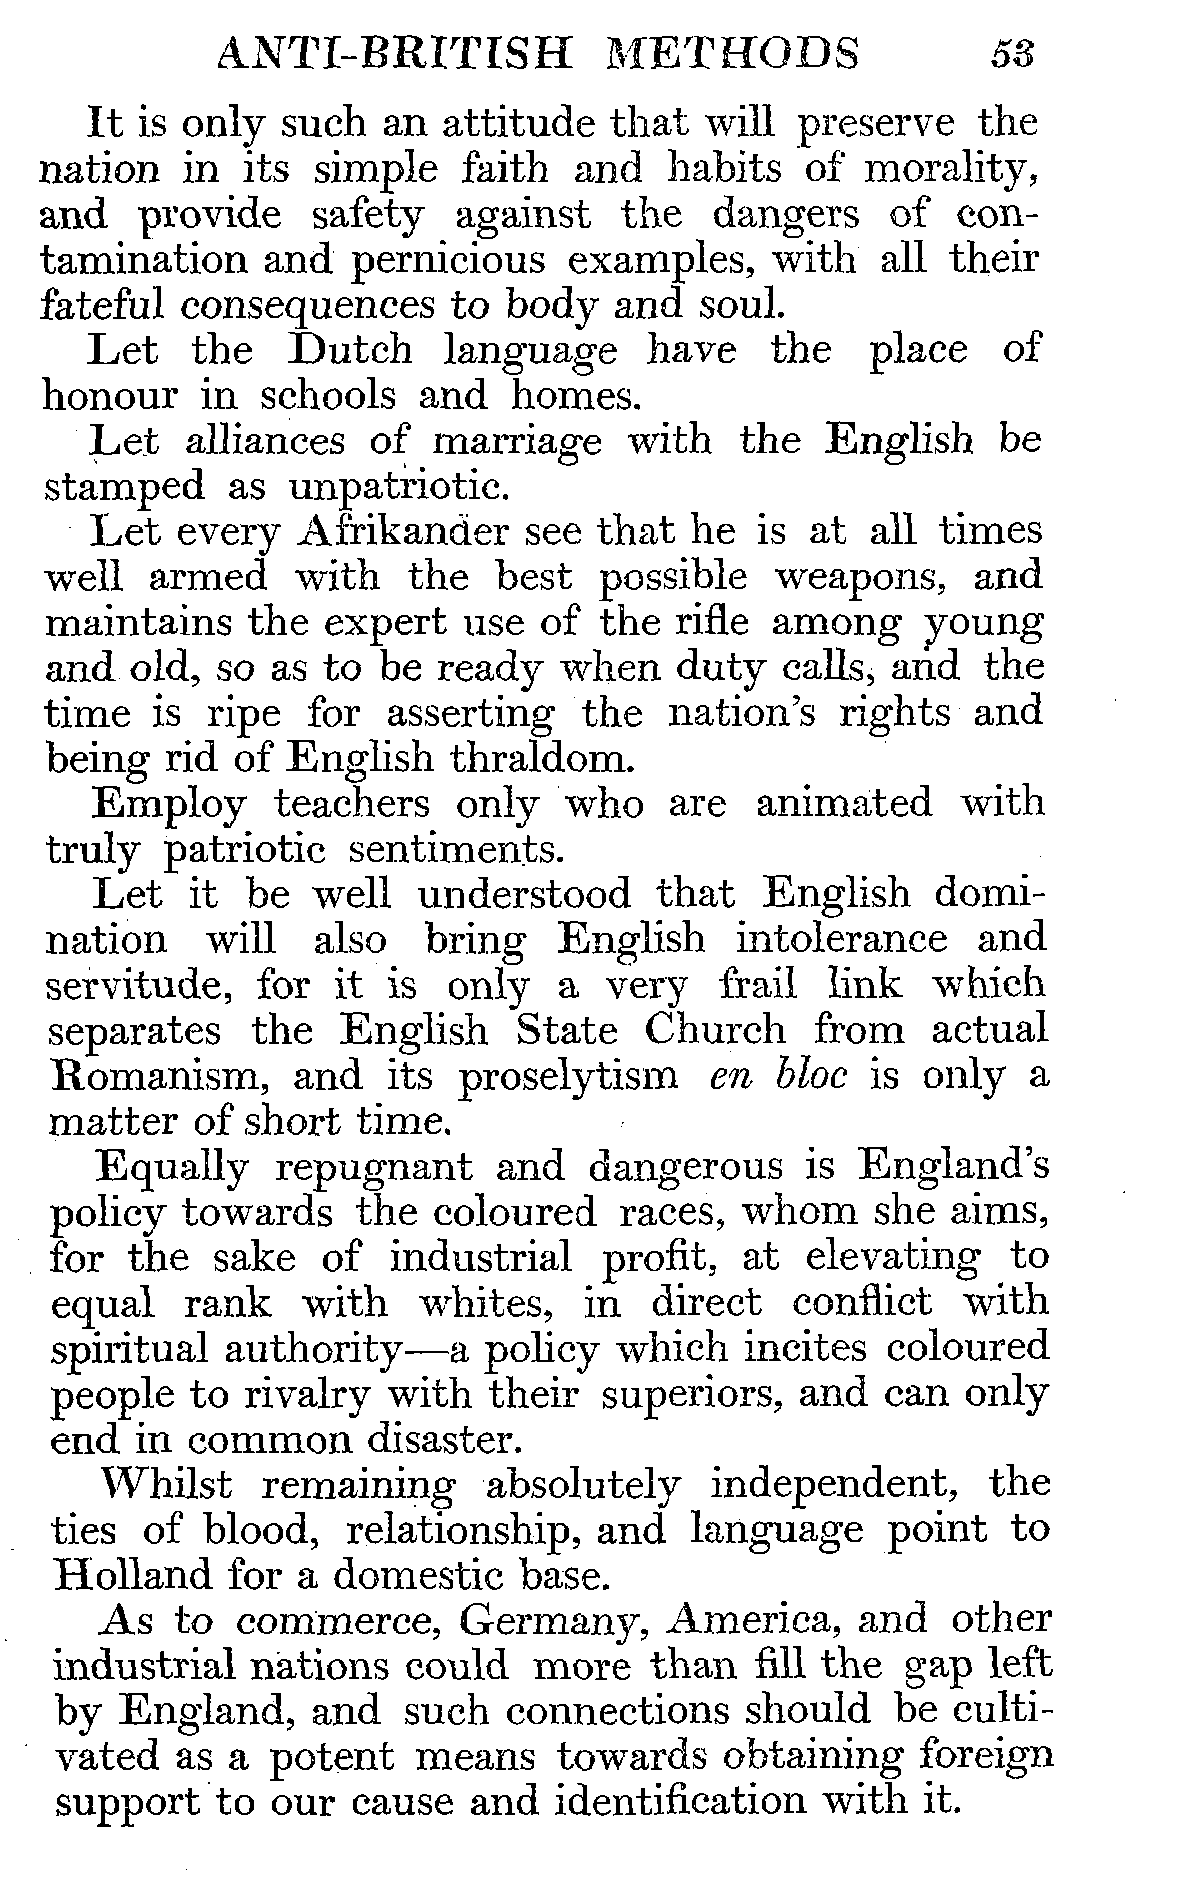 ANTI-BRITISH METHODS 53
It is only such an attitude that will preserve the
nation in its simple faith and habits of morality,
and provide safety against the dangers of con-
tamination and pernicious examples, with all their
fateful consequences to body and soul.
Let the Dutch language have the place of
honour in schools and homes.
Let alliances of marriage with the English be
stamped as unpatriotic.
Let every Afrikander see that he is at all times
well armed with the best possible weapons, and
maintains the expert use of the rifle among young
and old, so as to be ready when duty calls, and the
time is ripe for asserting the nation's rights and
being rid of English thraldom.
Employ teachers only who are animated with
truly patriotic sentiments.
Let it be well understood that English domi-
nation will also bring English intolerance and
servitude, for it is only a very frail link which
separates the English State Church from actual
Romanism, and its proselytism en bloc is only a
matter of short time.
Equally repugnant and dangerous is England's
policy towards the coloured races, whom she aims,
for the sake of industrial profit, at elevating to
equal rank with whites, in direct conflict with
spiritual authority—a policy which incites coloured
people to rivalry with their superiors, and can only
end in common disaster.
Whilst remaining absolutely independent, the
ties of blood, relationship, and language point to
Holland for a domestic base.
As to commerce, Germany, America, and other
industrial nations could more than fill the gap left
by England, and such connections should be culti-
vated as a potent means towards obtaining foreign
support to our cause and identification with it.